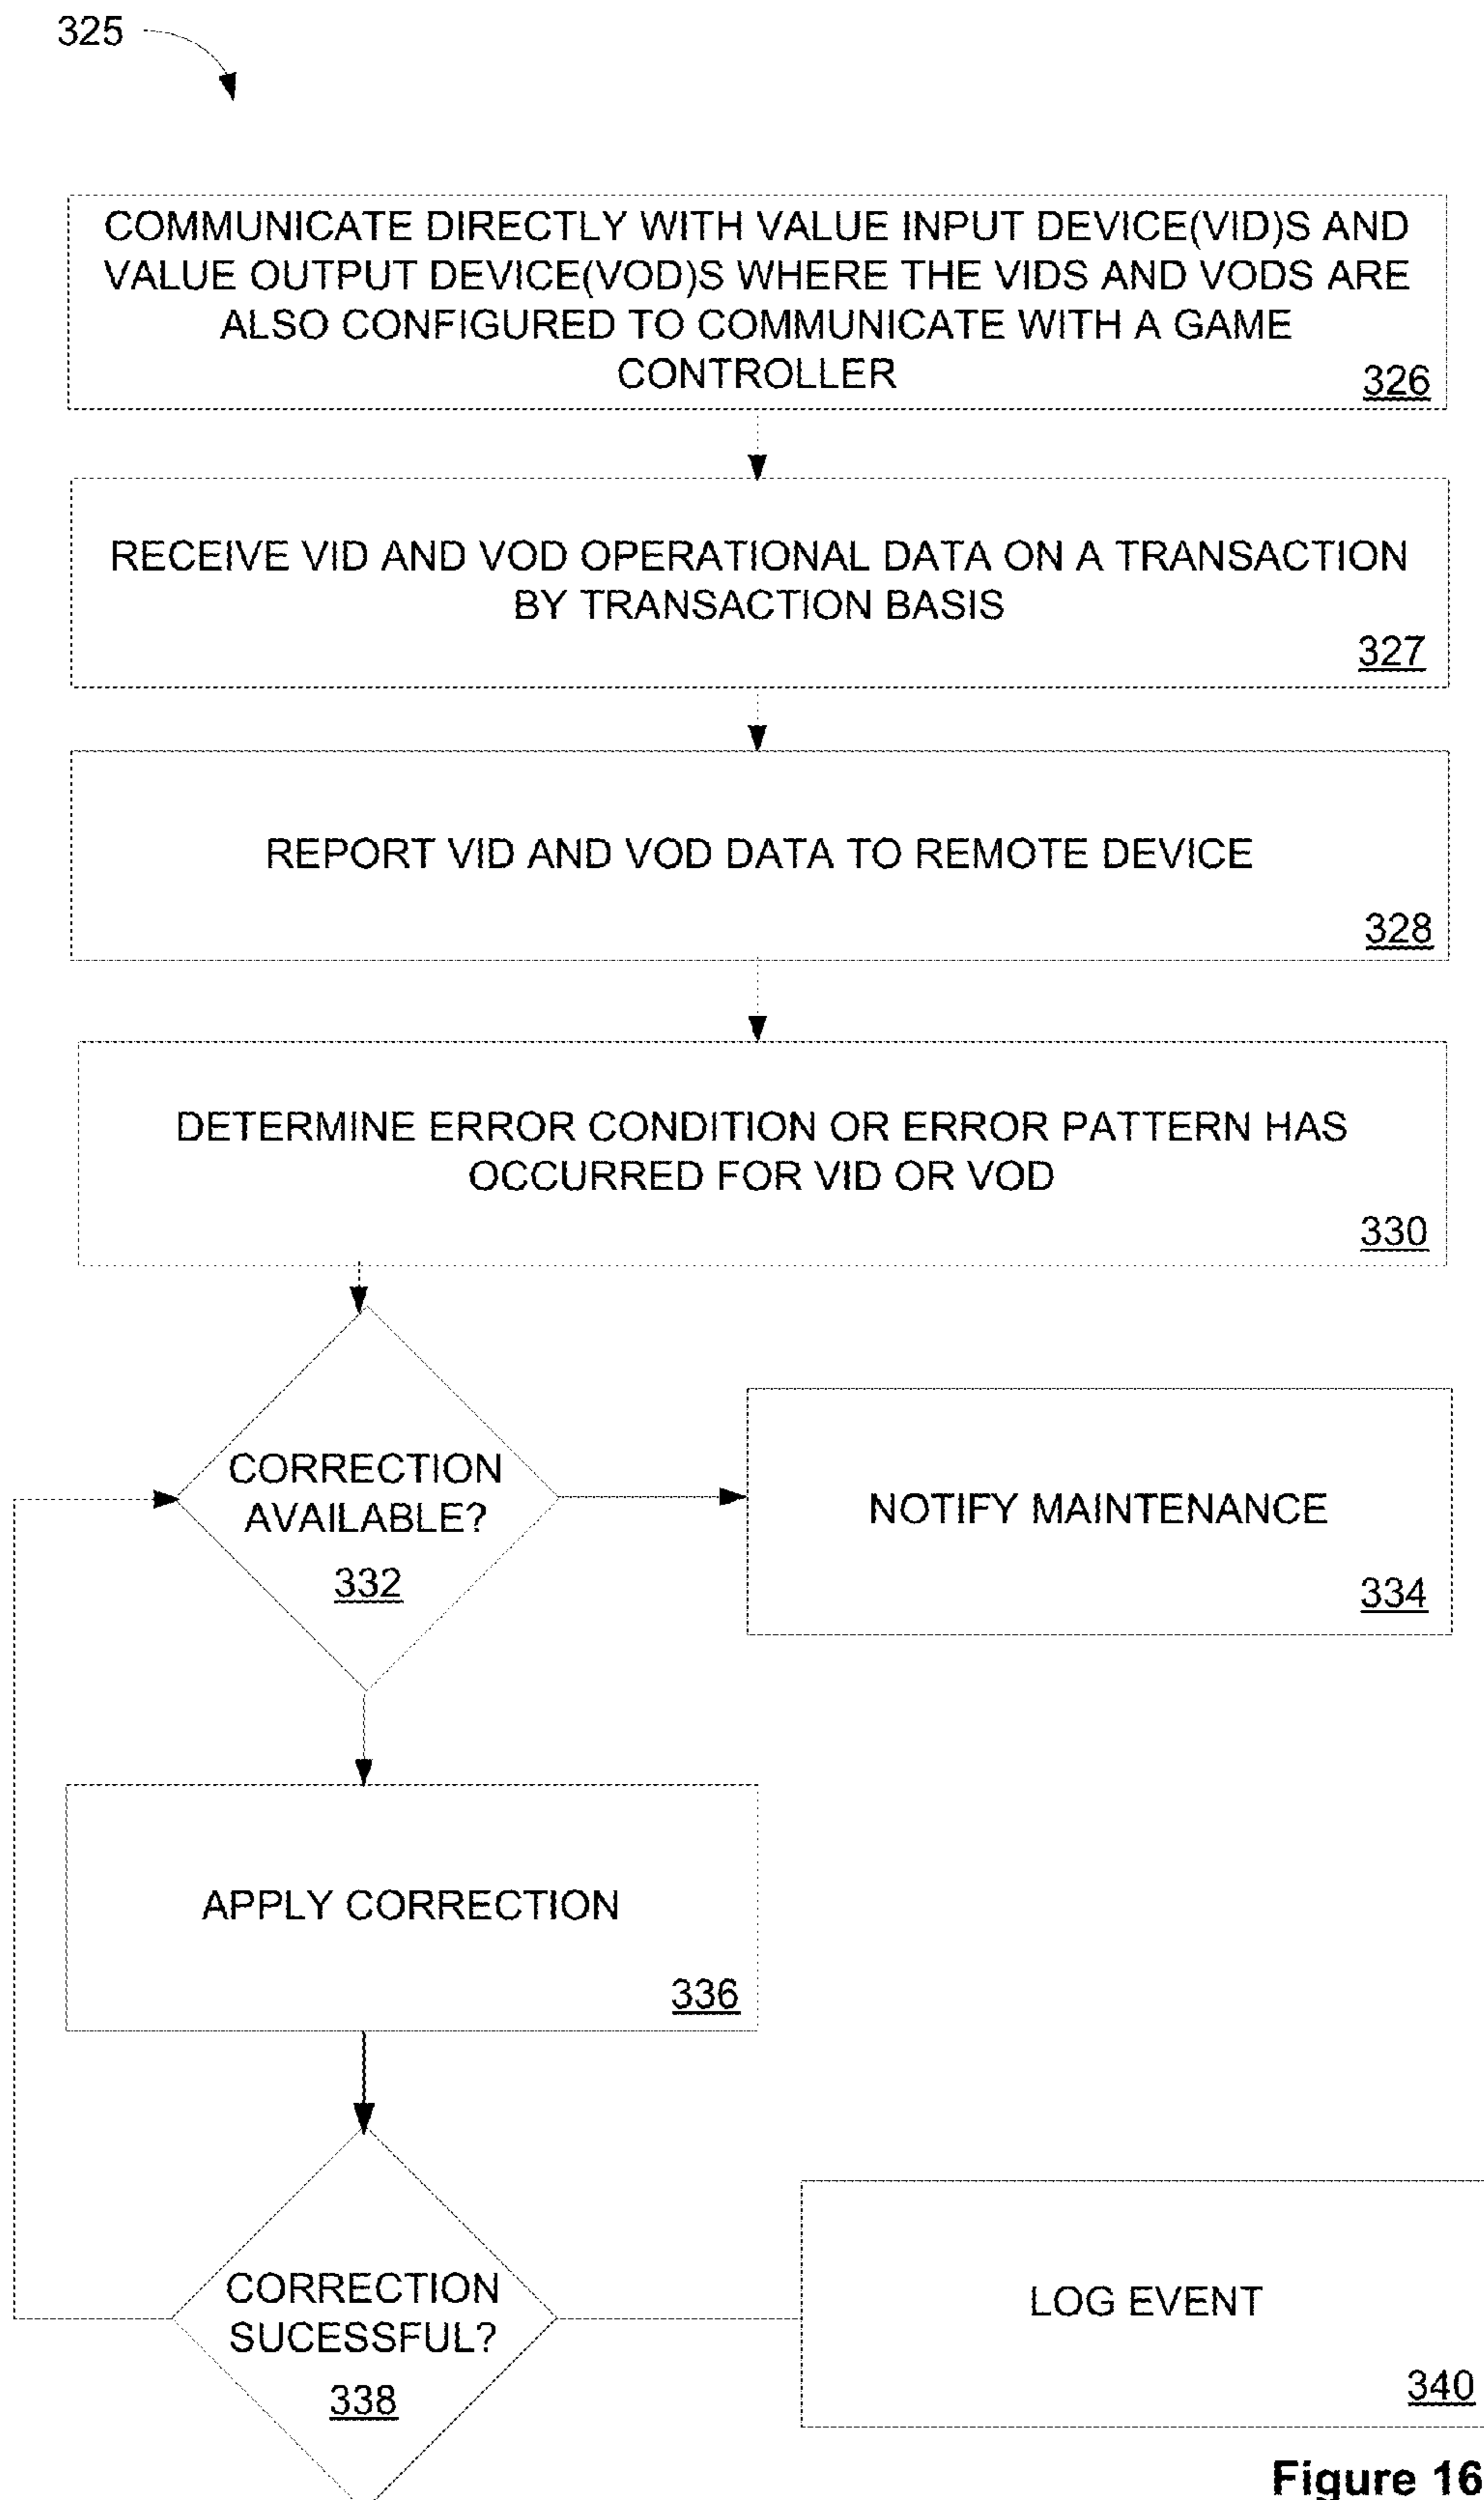 325
COMMUNICATE DIRECTLY WITH VALUE INPUT DEVICE(VID)S AND
VALUE OUTPUT DEVICE(VOD)S WHERE THE VIDS AND VODS ARE
ALSO CONFIGURED TO COMMUNICATE WITH A GAME
CONTROLLER
326
RECEIVE VID AND VOD OPERATIONAL DATA ON A TRANSACTION
BY TRANSACTION BASIS
327
REPORT VID AND VOD DATA TO REMOTE DEVICE
328
DETERMINE ERROR CONDITION OR ERROR PATTERN HAS
OCCURRED FOR VID OR VOD
330
CORRECTION
AVAILABLE?
332
NOTIFY MAINTENANCE
334
APPLY CORRECTION
336
CORRECTION
SUCESSFUL?
338
LOG EVENT
340
Figure 16